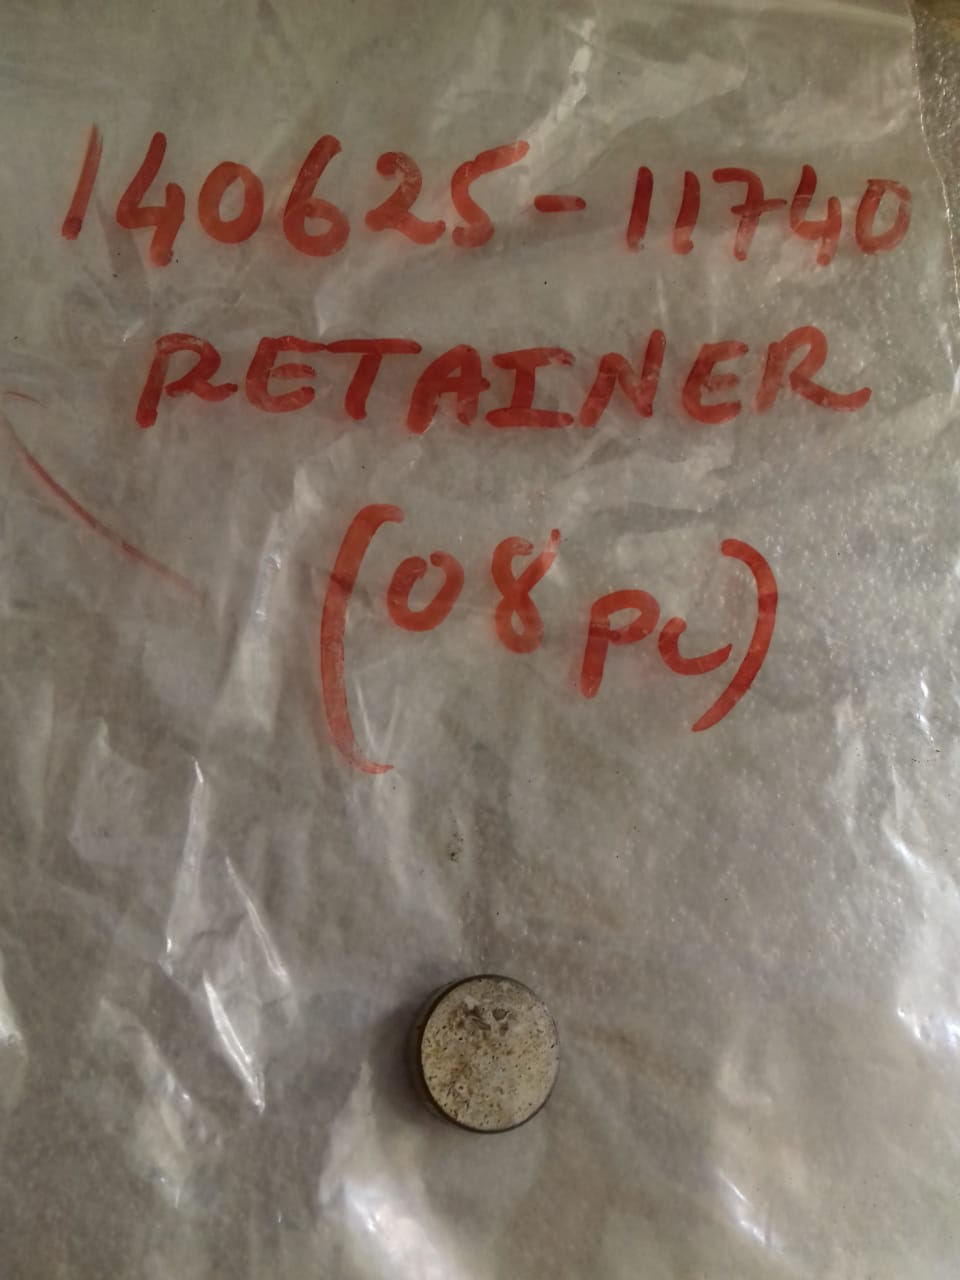 140625-11740
RETAINER
(08 pc)